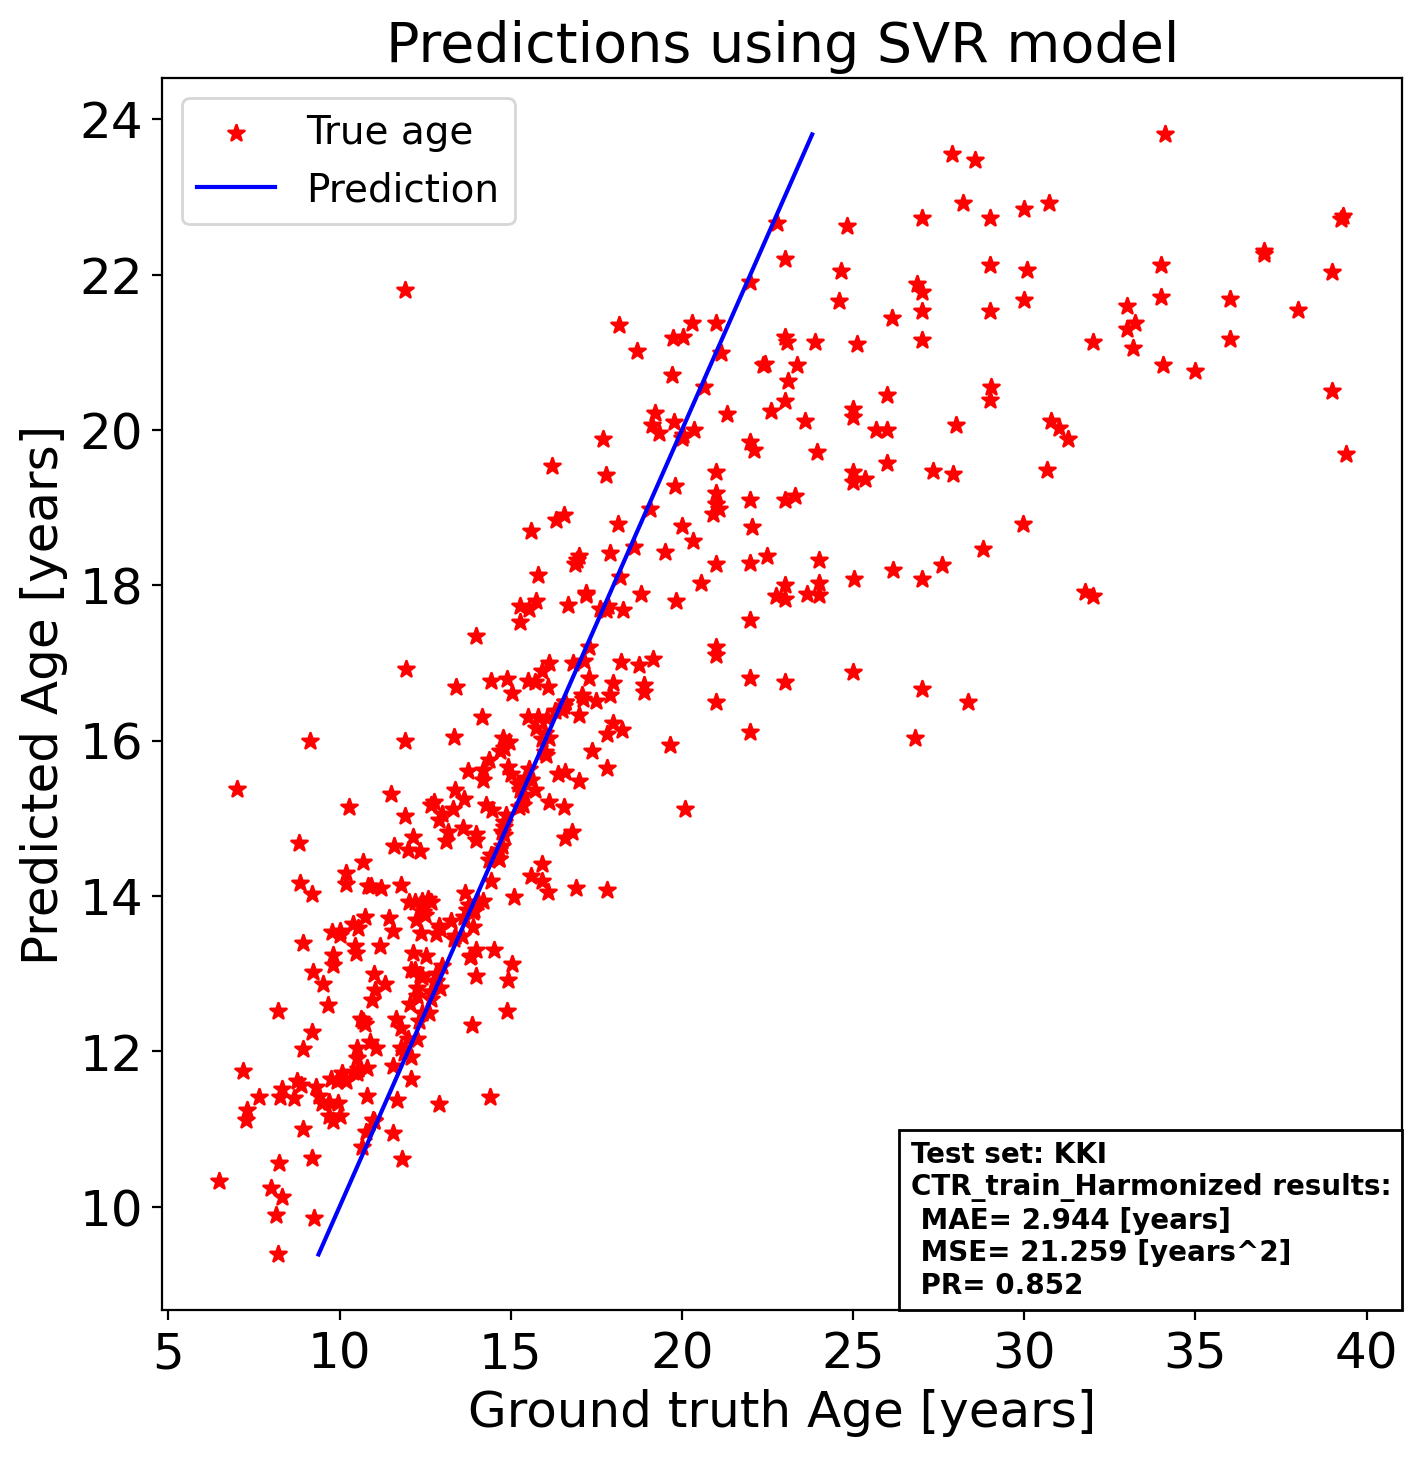 Predictions using SVR model
True age
Prediction
24
22
20
18
16
14
12
10
Predicted Age [years]
5
10
15
20
25
30
35
40
Ground truth Age [years]
Test set: KKI
CTR_train_Harmonized results:
MAE= 2.944 [years]
MSE= 21.259 [years^2]
PR= 0.852